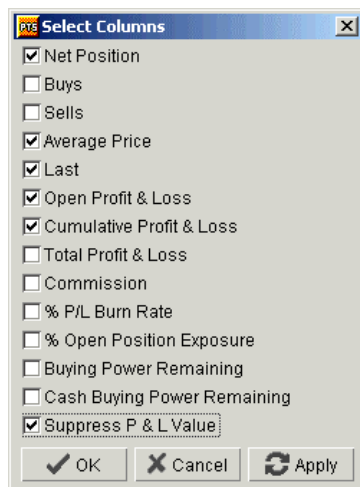 PTS Select Columns
Net Position
Buys
Sells
Average Price
Last
Open Profit & Loss
Cumulative Profit & Loss
Total Profit & Loss
Commission
% P/L Burn Rate
% Open Position Exposure
Buying Power Remaining
Cash Buying Power Remaining
Suppress P & L Value
OK Cancel Apply